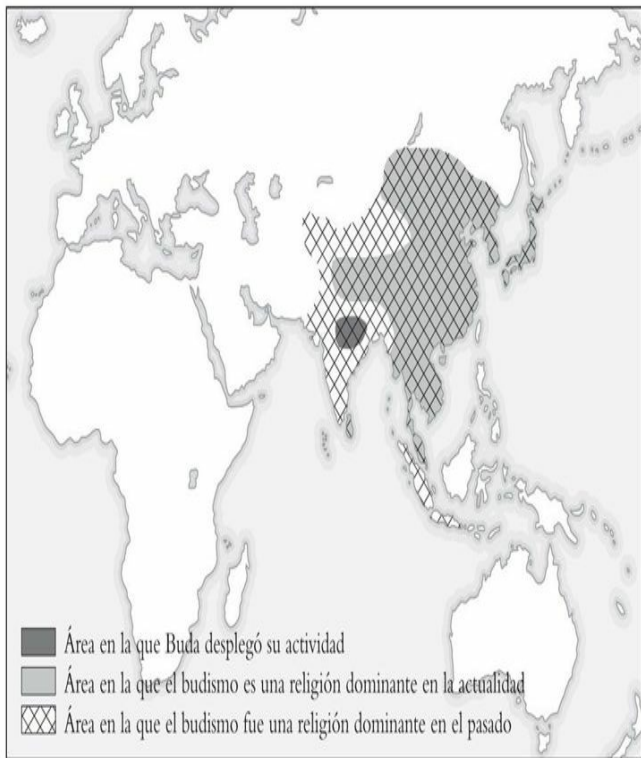 Área en la que Buda desplegó su actividad
Área en la que el budismo es una religión dominante en la actualidad
Área en la que el budismo fue una religión dominante en el pasado